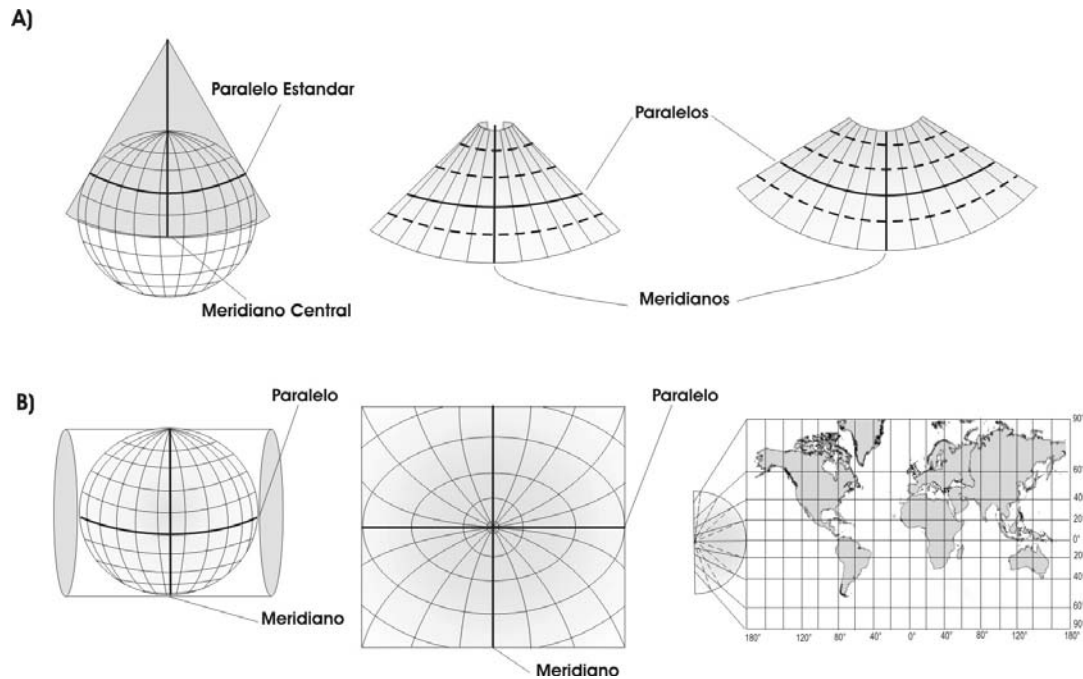 A)
Paralelo Estandar
Paralelos
Meridianos
Meridiano Central
B)
Paralelo
Paralelo
Meridiano
Meridiano
90°
60°
40°
20°
0°
20°
40°
60°
90°
180° 120° 80° 40° 0° 40° 80° 120° 180°